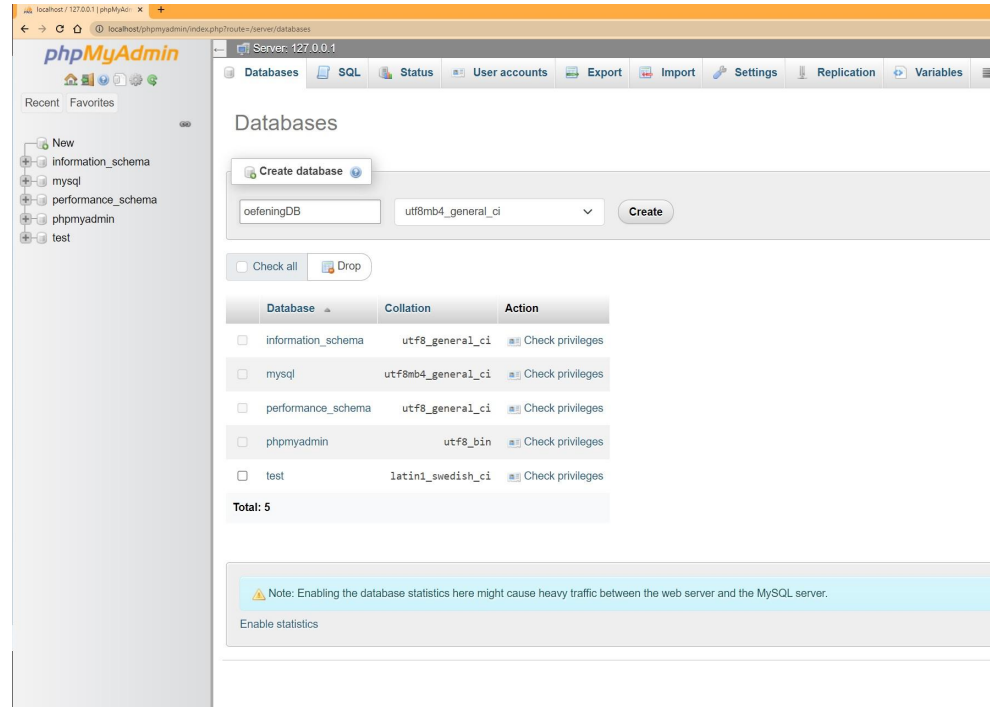 localhost / 127.0.0.1 | phpMyAdm
localhost/phpmyadmin/index.php?route=/server/databases
phpMyAdmin
Recent Favorites
New
information_schema
mysql
performance_schema
phpmyadmin
test
Server: 127.0.0.1
Databases SQL Status User accounts Export Import Settings Replication Variables
Databases
Create database
oefeningDB utf8mb4_general_ci Create
Check all Drop
Database Collation Action
information_schema utf8_general_ci Check privileges
mysql utf8mb4_general_ci Check privileges
performance_schema utf8_general_ci Check privileges
phpmyadmin utf8_bin Check privileges
test latin1_swedish_ci Check privileges
Total: 5
Note: Enabling the database statistics here might cause heavy traffic between the web server and the MySQL server.
Enable statistics